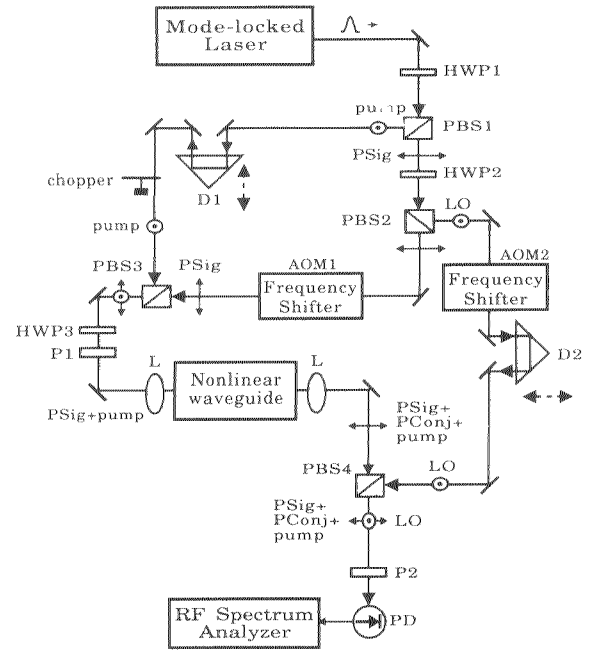 Mode-locked
Laser
HWP1
pump
PBS1
PSig
HWP2
chopper
D1
LO
pump
PBS2
AOM2
PBS3
PSig
AOM1
Frequency
Shifter
Frequency
Shifter
HWP3
P1
D2
L
L
Nonlinear
waveguide
PSig+pump
PSig+
PConj+
pump
PBS4
LO
PSig+
PConj+
pump
LO
P2
RF Spectrum
Analyzer
PD